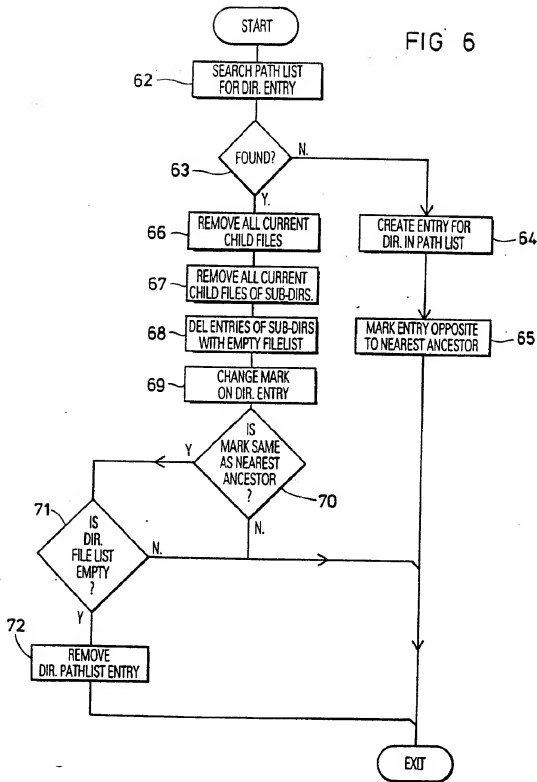 START
FIG 6
62
SEARCH PATH LIST
FOR DIR. ENTRY
FOUND?
N.
63
Y.
66
REMOVE ALL CURRENT
CHILD FILES
CREATE ENTRY FOR
DIR. IN PATH LIST
64
67
REMOVE ALL CURRENT
CHILD FILES OF SUB-DIRS.
68
DEL ENTRIES OF SUB-DIRS
WITH EMPTY FILELIST
MARK ENTRY OPPOSITE
TO NEAREST ANCESTOR
65
69
CHANGE MARK
ON DIR. ENTRY
IS
MARK SAME
AS NEAREST
ANCESTOR
?
Y
70
N.
71
IS
DIR.
FILE LIST
EMPTY
?
N.
Y
72
REMOVE
DIR. PATHLIST ENTRY
EXIT